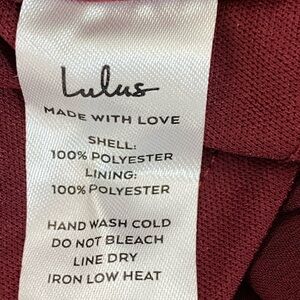 Lulus
MADE WITH LOVE
SHELL:
100% POLYESTER
LINING:
100% POLYESTER
HAND WASH COLD
DO NOT BLEACH
LINE DRY
IRON LOW HEAT